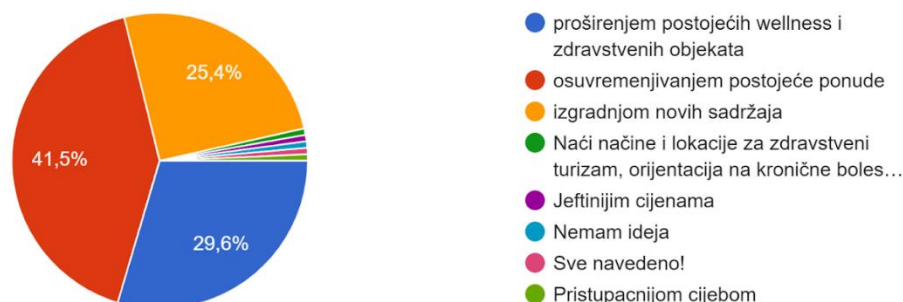 25,4%
41,5%
29,6%
proširenjem postojećih wellness i
zdravstvenih objekata
osuvremenjivanjem postojeće ponude
izgradnjom novih sadržaja
Naći načine i lokacije za zdravstveni
turizam, orijentacija na kronične boles…
Jeftinijim cijenama
Nemam ideja
Sve navedeno!
Pristupacnijom cijebom